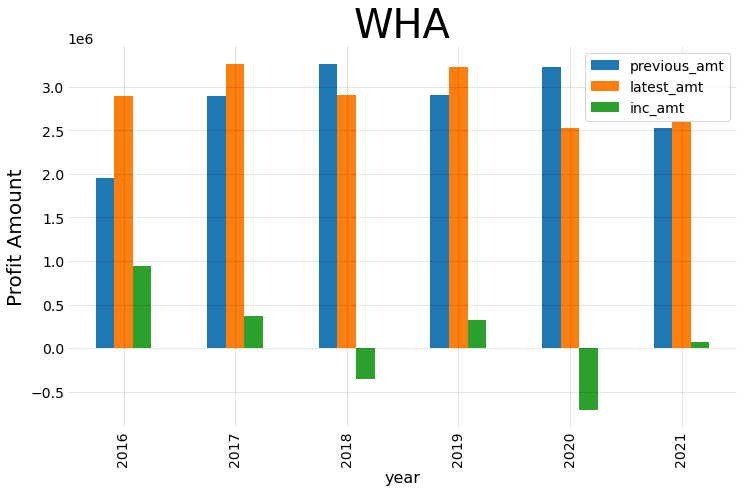 WHA
1e6
previous_amt
latest_amt
inc_amt
3.0
2.5
2.0
1.5
1.0
0.5
0.0
−0.5
Profit Amount
2016 2017 2018 2019 2020 2021
year